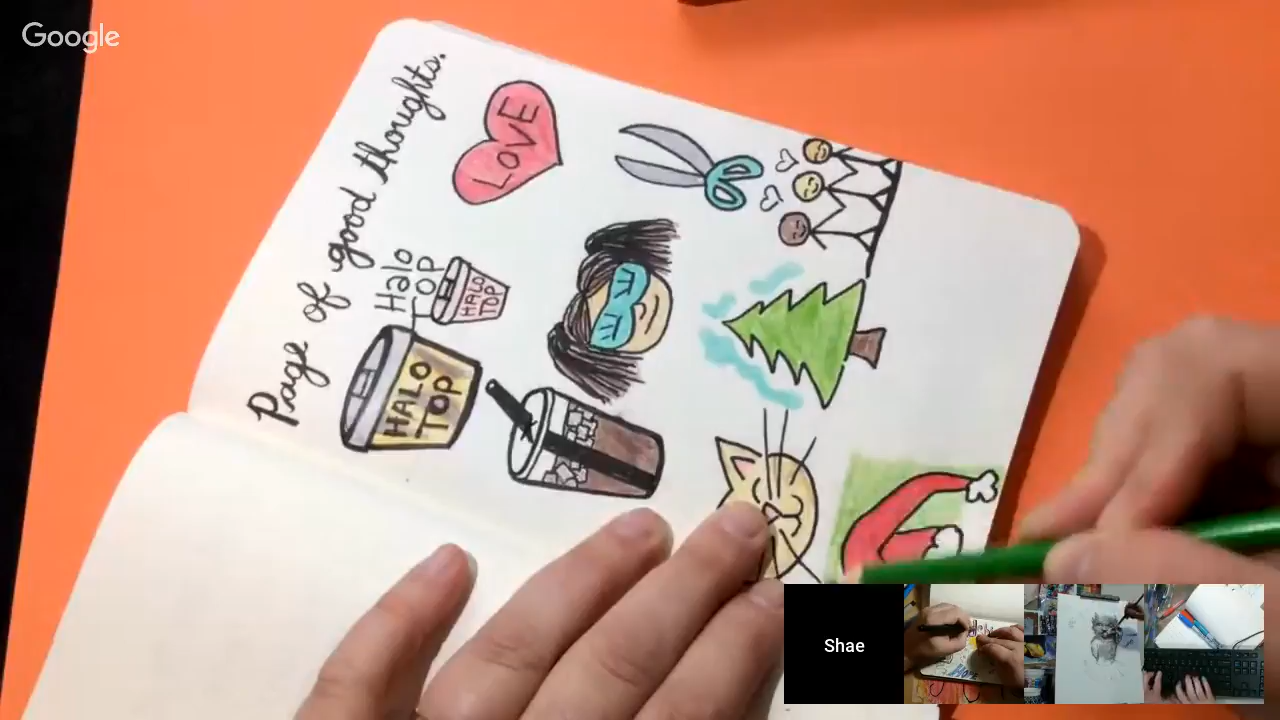 Google
Page of good thoughts.
LOVE
Halo
TOP
HALO
TOP
HALO
TOP
Shae